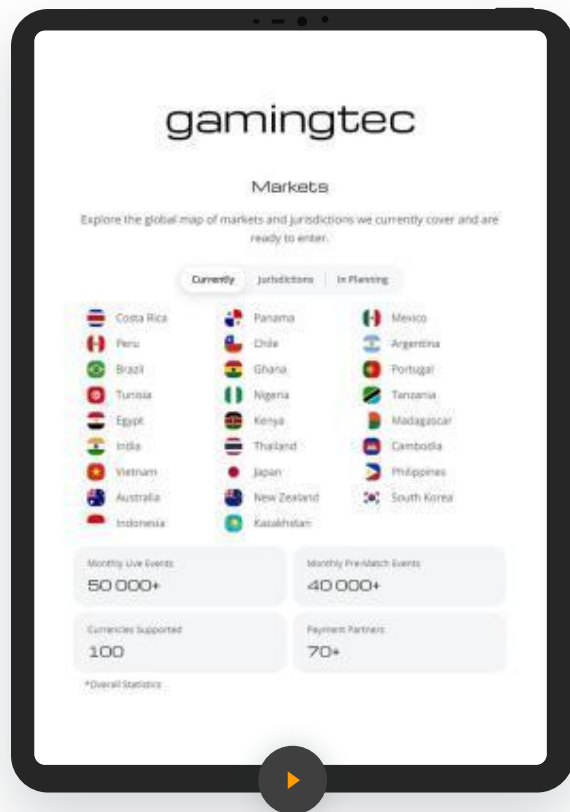 gamingtec
Markets
Explore the global map of markets and jurisdictions we currently cover and are
ready to enter.
Currently Jurisdictions In Planning
Costa Rica Panama Mexico
Peru Chile Argentina
Brazil Ghana Portugal
Tunisia Nigeria Tanzania
Egypt Kenya Madagascar
India Thailand Cambodia
Vietnam Japan Philippines
Australia New Zealand South Korea
Indonesia Kazakhstan
Monthly Live Events Monthly Pre-Match Events
50 000+ 40 000+
Currencies Supported Payment Partners
100 70+
*Overall Statistics